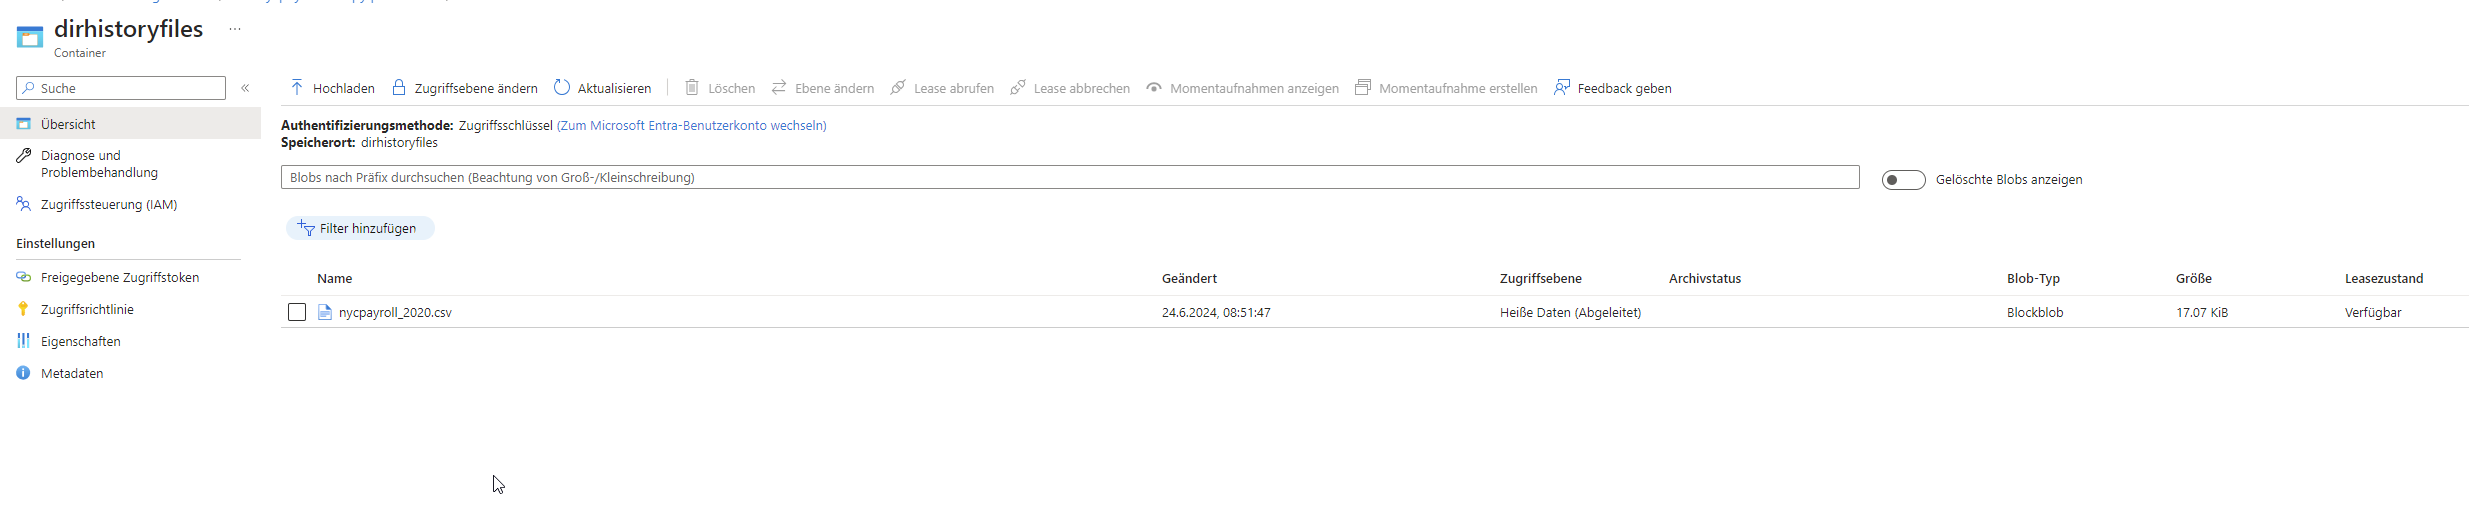 dirhistoryfiles ...
Container
Suche «
Übersicht
Diagnose und
Problembehandlung
Zugriffssteuerung (IAM)
Einstellungen
Freigegebene Zugriffstoken
Zugriffsrichtlinie
Eigenschaften
Metadaten
Hochladen Zugriffsebene ändern Aktualisieren Löschen Ebene ändern Lease abrufen Lease abbrechen Momentaufnahmen anzeigen Momentaufnahme erstellen Feedback geben
Authentifizierungsmethode: Zugriffsschlüssel (Zum Microsoft Entra-Benutzerkonto wechseln)
Speicherort: dirhistoryfiles
Blobs nach Präfix durchsuchen (Beachtung von Groß-/Kleinschreibung)
Gelöschte Blobs anzeigen
Filter hinzufügen
Name Geändert Zugriffsebene Archivstatus Blob-Typ Größe Leasezustand
nycpayroll_2020.csv 24.6.2024, 08:51:47 Heiße Daten (Abgeleitet) Blockblob 17.07 KiB Verfügbar